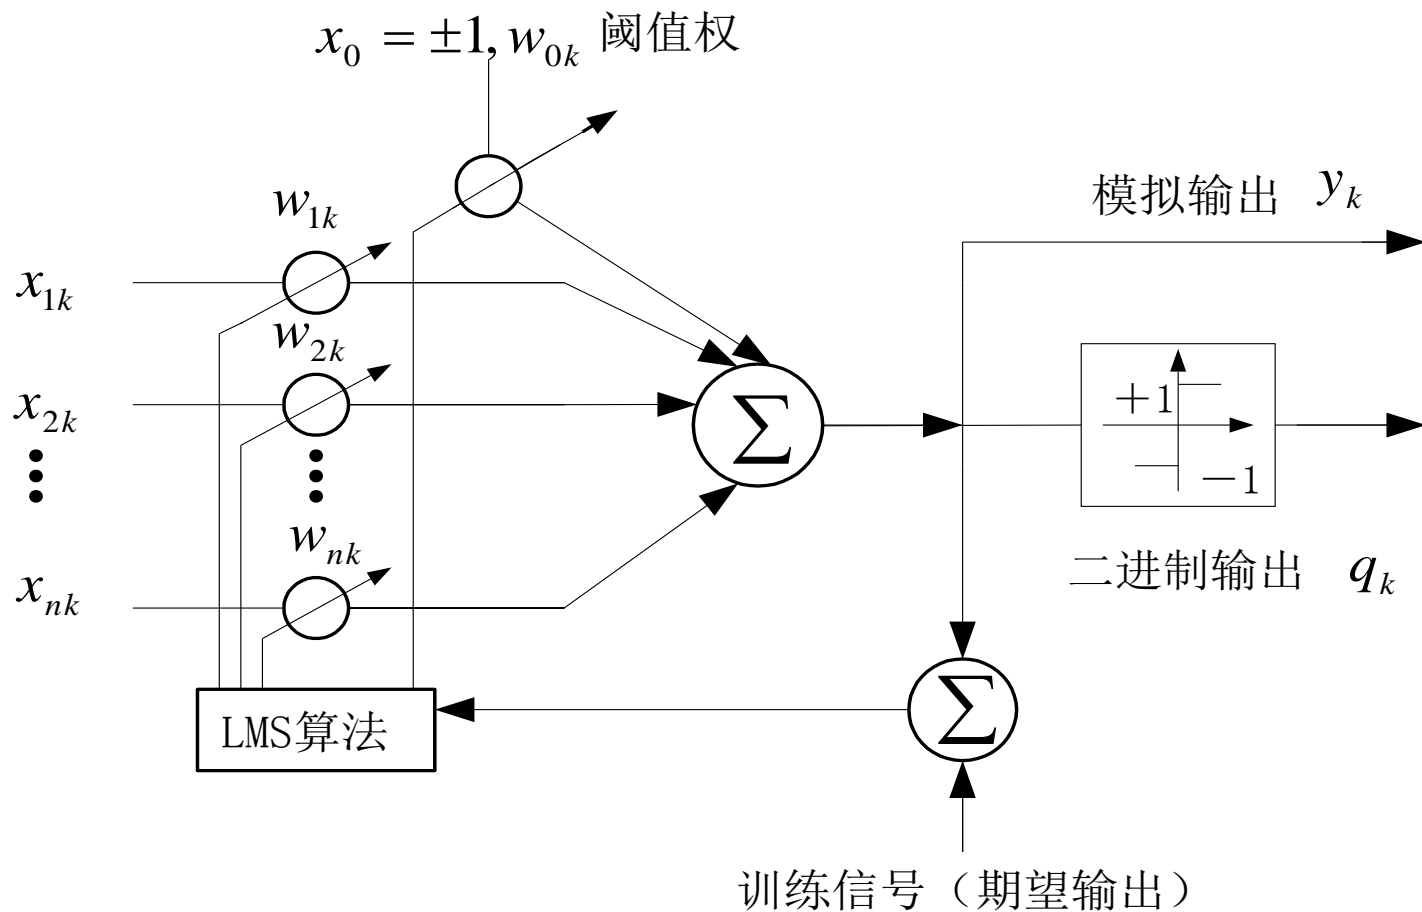 x₀ = ±1, w₀ₖ 阈值权
w₁ₖ
模拟输出 yₖ
x₁ₖ
w₂ₖ
x₂ₖ
+1
Σ
−1
wₙₖ
二进制输出 qₖ
xₙₖ
Σ
LMS算法
训练信号（期望输出）